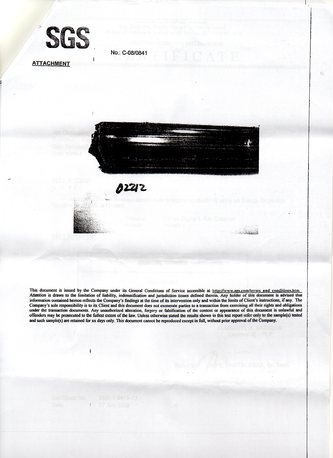 SGS
No.: C-08/0841
ATTACHMENT
02212
This document is issued by the Company under its General Conditions of Service accessible at http://www.sgs.com/terms_and_conditions.htm.
Attention is drawn to the limitation of liability, indemnification and jurisdiction issues defined therein. Any holder of this document is advised that
information contained hereon reflects the Company's findings at the time of its intervention only and within the limits of Client's instructions, if any. The
Company's sole responsibility is to its Client and this document does not exonerate parties to a transaction from exercising all their rights and obligations
under the transaction documents. Any unauthorized alteration, forgery or falsification of the content or appearance of this document is unlawful and
offenders may be prosecuted to the fullest extent of the law. Unless otherwise stated the results shown in the test report refer only to the sample(s) tested
and such sample(s) are retained for six days only. This document cannot be reproduced except in full, without prior approval of the Company.